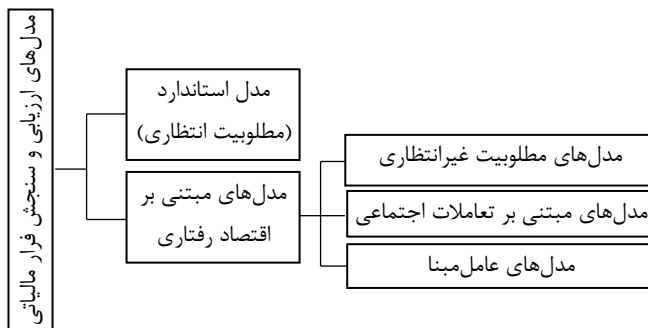 مدل‌های ارزیابی و سنجش فرار مالیاتی
مدل استاندارد
(مطلوبیت انتظاری)
مدل‌های مبتنی بر
اقتصاد رفتاری
مدل‌های مطلوبیت غیرانتظاری
مدل‌های مبتنی بر تعاملات اجتماعی
مدل‌های عامل‌مبنا